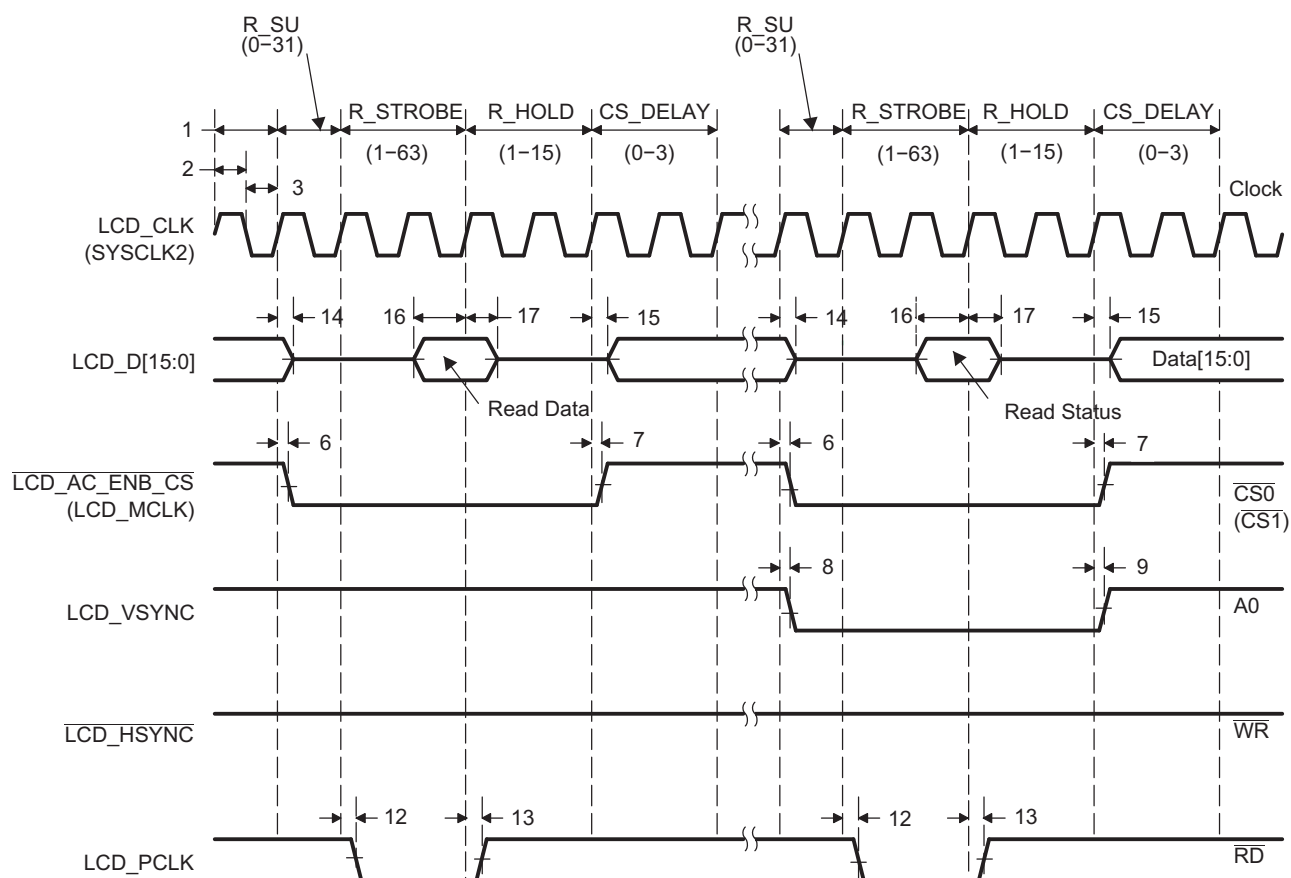 R_SU
(0−31)
R_SU
(0−31)
R_STROBE R_HOLD CS_DELAY R_STROBE R_HOLD CS_DELAY
1
(1−63) (1−15) (0−3) (1−63) (1−15) (0−3)
2
3
Clock
LCD_CLK
(SYSCLK2)
14 16 17 15 14 16 17 15
LCD_D[15:0] Data[15:0]
Read Data Read Status
6 7 6 7
LCD_AC_ENB_CS
(LCD_MCLK)
CS0
(CS1)
8 9
LCD_VSYNC A0
LCD_HSYNC WR
12 13 12 13
LCD_PCLK RD